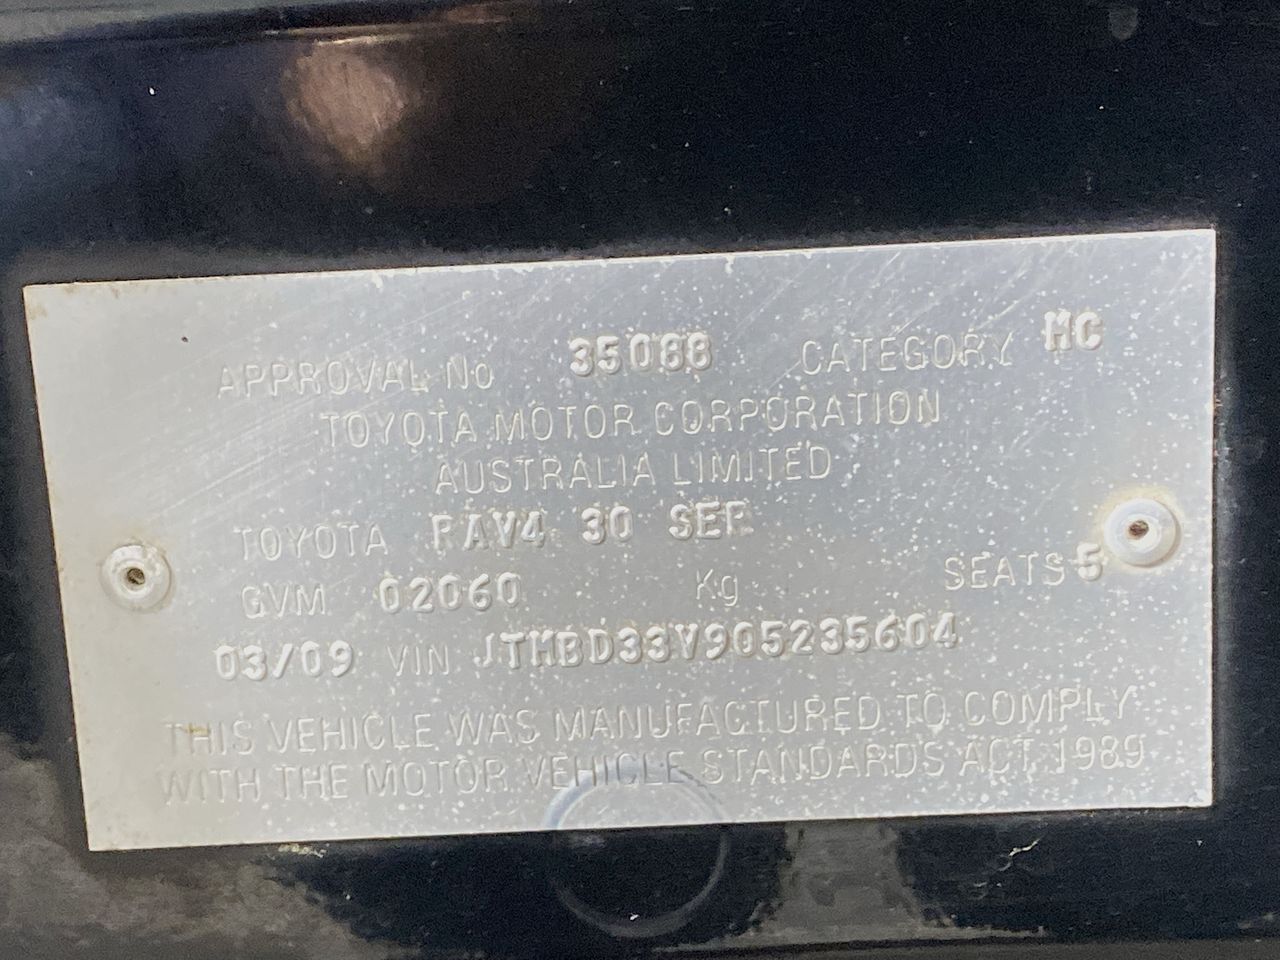 APPROVAL No 35088 CATEGORY MC
TOYOTA MOTOR CORPORATION
AUSTRALIA LIMITED
TOYOTA RAV4 30 SER
GVM 02060 Kg SEATS 5
03/09 VIN JTMBD33V905235604
THIS VEHICLE WAS MANUFACTURED TO COMPLY
WITH THE MOTOR VEHICLE STANDARDS ACT 1989